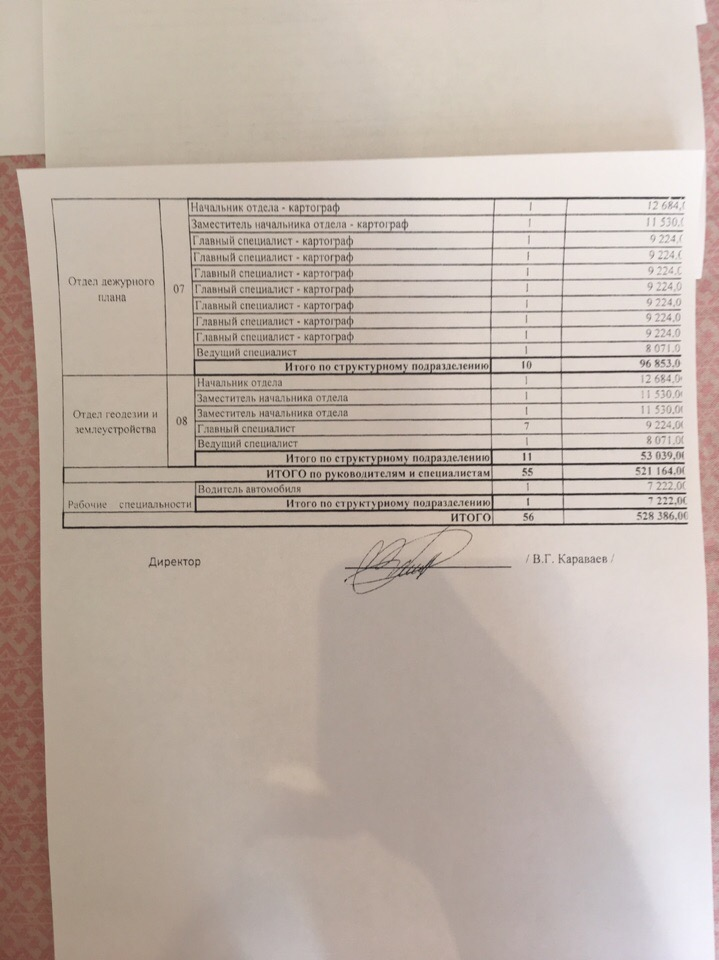 Отдел дежурного плана 07
Начальник отдела - картограф 1 12 684,0
Заместитель начальника отдела - картограф 1 11 530,0
Главный специалист - картограф 1 9 224,0
Главный специалист - картограф 1 9 224,0
Главный специалист - картограф 1 9 224,0
Главный специалист - картограф 1 9 224,0
Главный специалист - картограф 1 9 224,0
Главный специалист - картограф 1 9 224,0
Главный специалист - картограф 1 9 224,0
Ведущий специалист 1 8 071,0
Итого по структурному подразделению 10 96 853,0
Отдел геодезии и землеустройства 08
Начальник отдела 1 12 684,0
Заместитель начальника отдела 1 11 530,0
Заместитель начальника отдела 1 11 530,0
Главный специалист 7 9 224,0
Ведущий специалист 1 8 071,0
Итого по структурному подразделению 11 53 039,00
ИТОГО по руководителям и специалистам 55 521 164,00
Рабочие специальности
Водитель автомобиля 1 7 222,00
Итого по структурному подразделению 1 7 222,00
ИТОГО 56 528 386,00
Директор / В.Г. Караваев /